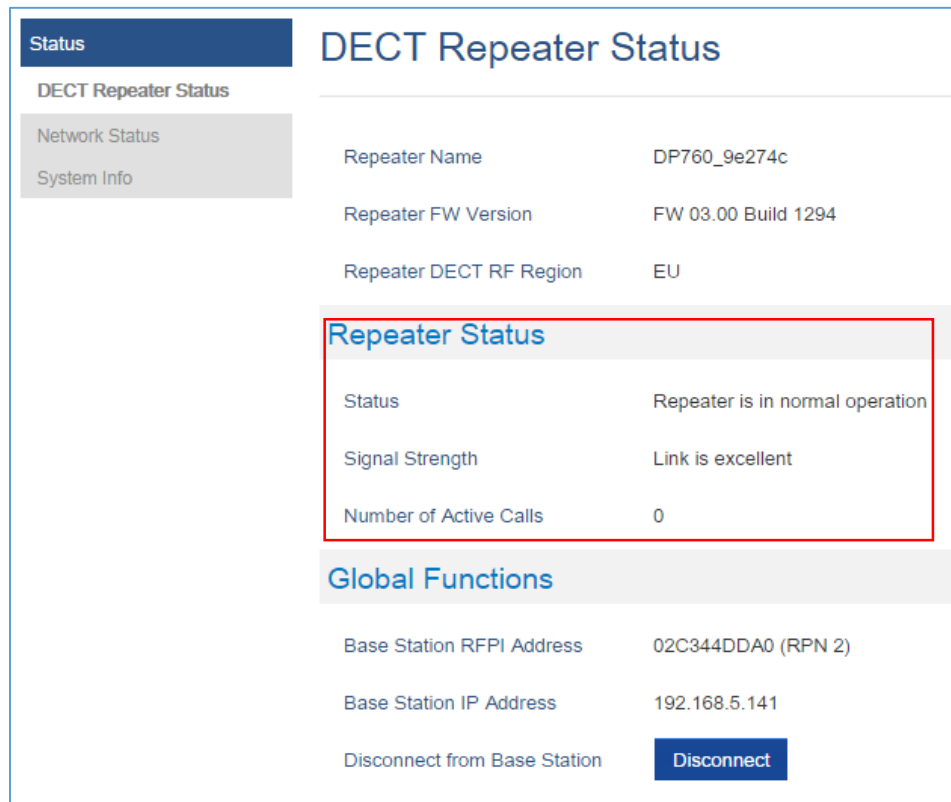 Status
DECT Repeater Status
Network Status
System Info
DECT Repeater Status
Repeater Name DP760_9e274c
Repeater FW Version FW 03.00 Build 1294
Repeater DECT RF Region EU
Repeater Status
Status Repeater is in normal operation
Signal Strength Link is excellent
Number of Active Calls 0
Global Functions
Base Station RFPI Address 02C344DDA0 (RPN 2)
Base Station IP Address 192.168.5.141
Disconnect from Base Station Disconnect